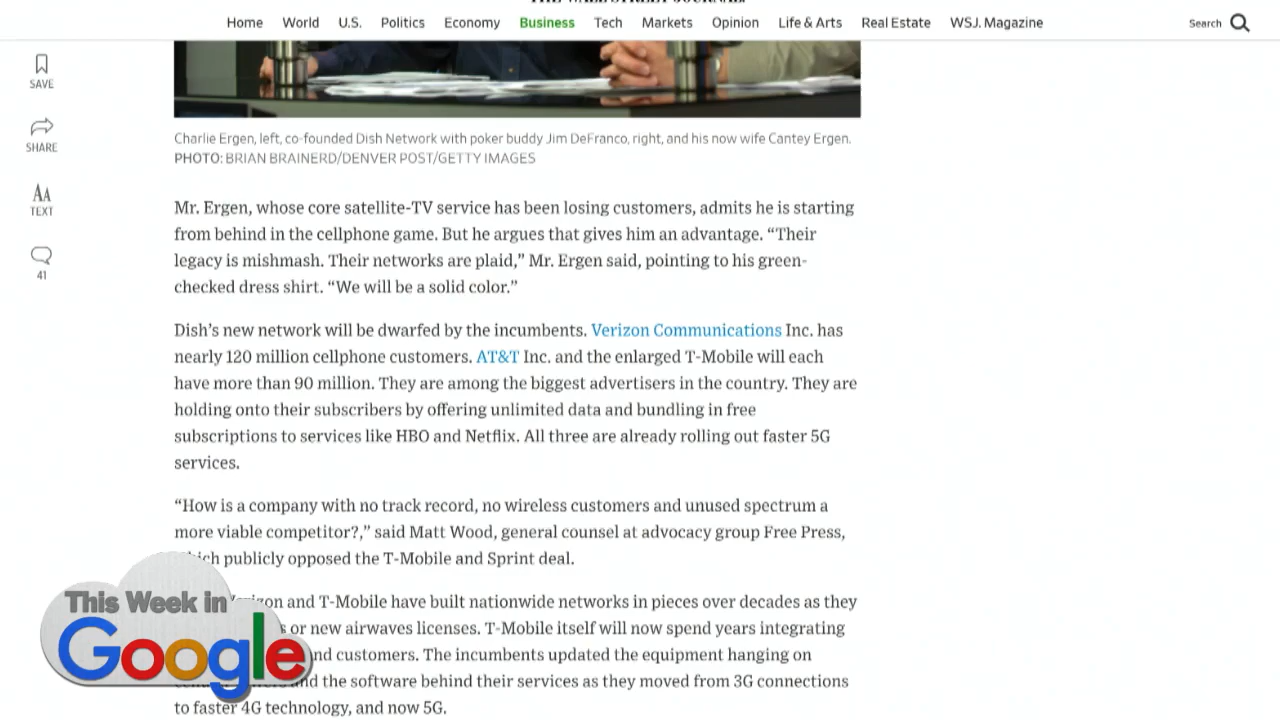 THE WALL STREET JOURNAL.
Home World U.S. Politics Economy Business Tech Markets Opinion Life & Arts Real Estate WSJ. Magazine Search
SAVE
SHARE
AA
TEXT
41
Charlie Ergen, left, co-founded Dish Network with poker buddy Jim DeFranco, right, and his now wife Cantey Ergen.
PHOTO: BRIAN BRAINERD/DENVER POST/GETTY IMAGES
Mr. Ergen, whose core satellite-TV service has been losing customers, admits he is starting
from behind in the cellphone game. But he argues that gives him an advantage. “Their
legacy is mishmash. Their networks are plaid,” Mr. Ergen said, pointing to his green-
checked dress shirt. “We will be a solid color.”
Dish’s new network will be dwarfed by the incumbents. Verizon Communications Inc. has
nearly 120 million cellphone customers. AT&T Inc. and the enlarged T-Mobile will each
have more than 90 million. They are among the biggest advertisers in the country. They are
holding onto their subscribers by offering unlimited data and bundling in free
subscriptions to services like HBO and Netflix. All three are already rolling out faster 5G
services.
“How is a company with no track record, no wireless customers and unused spectrum a
more viable competitor?,” said Matt Wood, general counsel at advocacy group Free Press,
which publicly opposed the T-Mobile and Sprint deal.
Verizon and T-Mobile have built nationwide networks in pieces over decades as they
or new airwaves licenses. T-Mobile itself will now spend years integrating
and customers. The incumbents updated the equipment hanging on
and the software behind their services as they moved from 3G connections
to faster 4G technology, and now 5G.
This Week in
Google